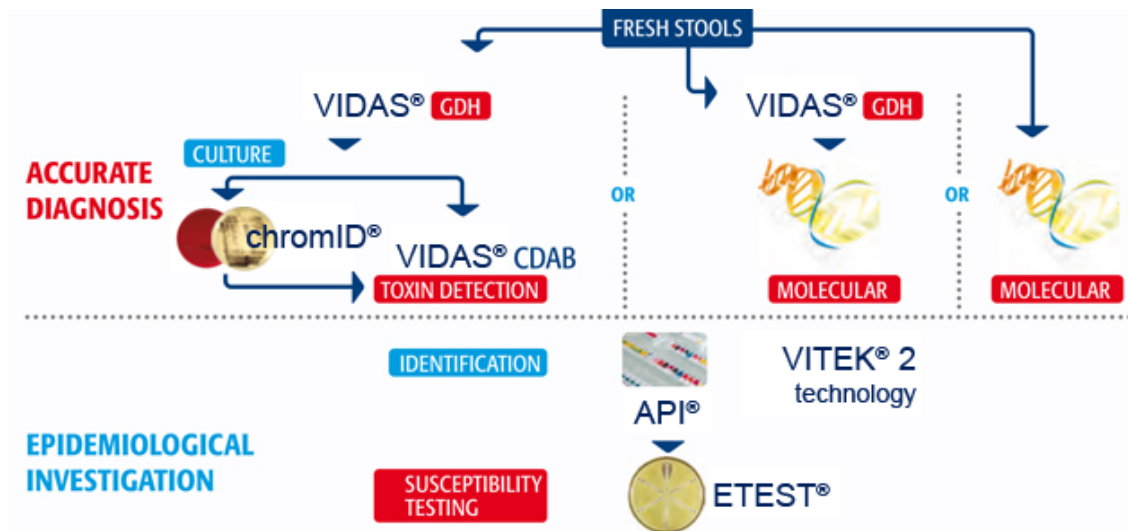 FRESH STOOLS
VIDAS® GDH
VIDAS® GDH
CULTURE
ACCURATE
DIAGNOSIS
OR
OR
chromID®
VIDAS® CDAB
TOXIN DETECTION
MOLECULAR
MOLECULAR
IDENTIFICATION
VITEK® 2
technology
API®
EPIDEMIOLOGICAL
INVESTIGATION
SUSCEPTIBILITY
TESTING
ETEST®